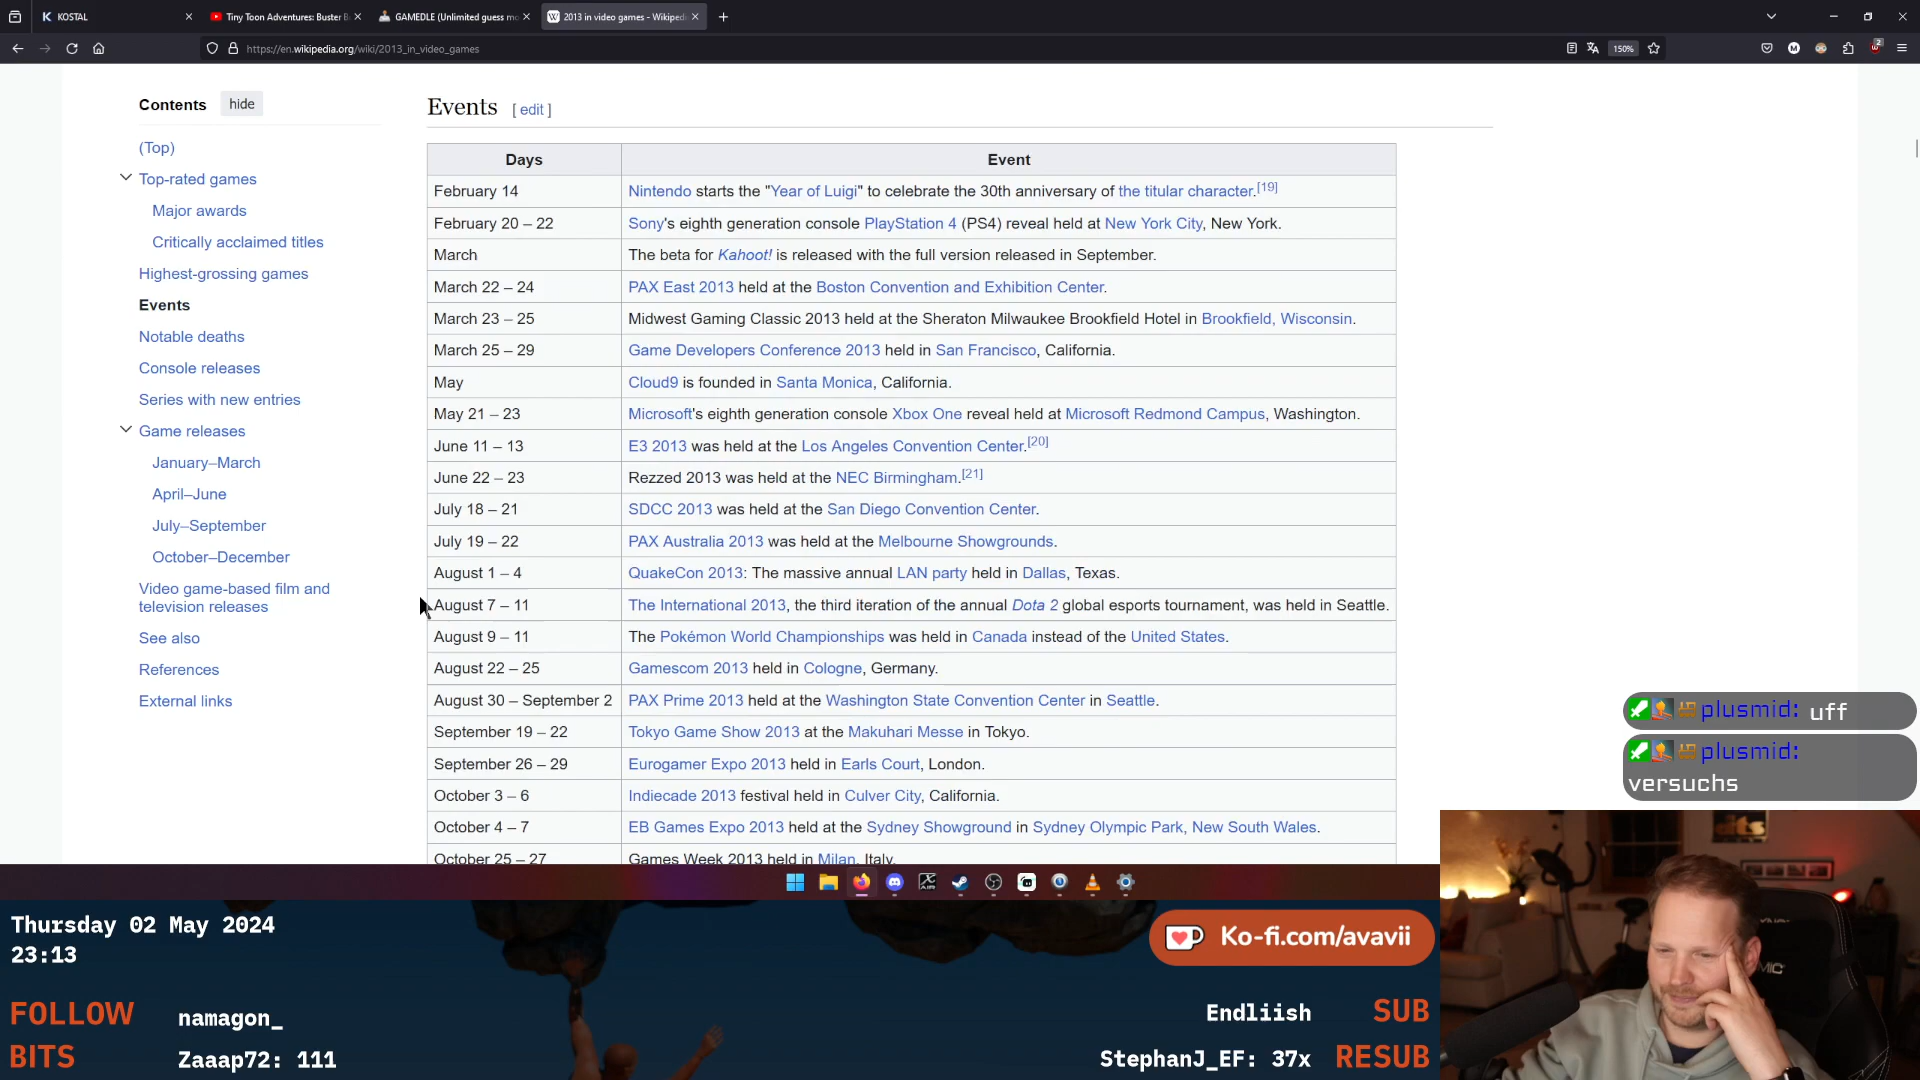 KOSTAL
Tiny Toon Adventures: Buster B
GAMEDLE (Unlimited guess mo
2013 in video games - Wikiped
https://en.wikipedia.org/wiki/2013_in_video_games
150%
2
Contents hide
(Top)
Top-rated games
Major awards
Critically acclaimed titles
Highest-grossing games
Events
Notable deaths
Console releases
Series with new entries
Game releases
January–March
April–June
July–September
October–December
Video game-based film and
television releases
See also
References
External links
Events [ edit ]
Days Event
February 14 Nintendo starts the "Year of Luigi" to celebrate the 30th anniversary of the titular character.[19]
February 20 – 22 Sony's eighth generation console PlayStation 4 (PS4) reveal held at New York City, New York.
March The beta for Kahoot! is released with the full version released in September.
March 22 – 24 PAX East 2013 held at the Boston Convention and Exhibition Center.
March 23 – 25 Midwest Gaming Classic 2013 held at the Sheraton Milwaukee Brookfield Hotel in Brookfield, Wisconsin.
March 25 – 29 Game Developers Conference 2013 held in San Francisco, California.
May Cloud9 is founded in Santa Monica, California.
May 21 – 23 Microsoft's eighth generation console Xbox One reveal held at Microsoft Redmond Campus, Washington.
June 11 – 13 E3 2013 was held at the Los Angeles Convention Center.[20]
June 22 – 23 Rezzed 2013 was held at the NEC Birmingham.[21]
July 18 – 21 SDCC 2013 was held at the San Diego Convention Center.
July 19 – 22 PAX Australia 2013 was held at the Melbourne Showgrounds.
August 1 – 4 QuakeCon 2013: The massive annual LAN party held in Dallas, Texas.
August 7 – 11 The International 2013, the third iteration of the annual Dota 2 global esports tournament, was held in Seattle.
August 9 – 11 The Pokémon World Championships was held in Canada instead of the United States.
August 22 – 25 Gamescom 2013 held in Cologne, Germany.
August 30 – September 2 PAX Prime 2013 held at the Washington State Convention Center in Seattle.
September 19 – 22 Tokyo Game Show 2013 at the Makuhari Messe in Tokyo.
September 26 – 29 Eurogamer Expo 2013 held in Earls Court, London.
October 3 – 6 Indiecade 2013 festival held in Culver City, California.
October 4 – 7 EB Games Expo 2013 held at the Sydney Showground in Sydney Olympic Park, New South Wales.
October 25 – 27 Games Week 2013 held in Milan, Italy.
plusmid: uff
plusmid:
versuchs
Thursday 02 May 2024
23:13
Ko-fi.com/avavii
FOLLOW namagon_
BITS Zaaap72: 111
Endliish SUB
StephanJ_EF: 37x RESUB